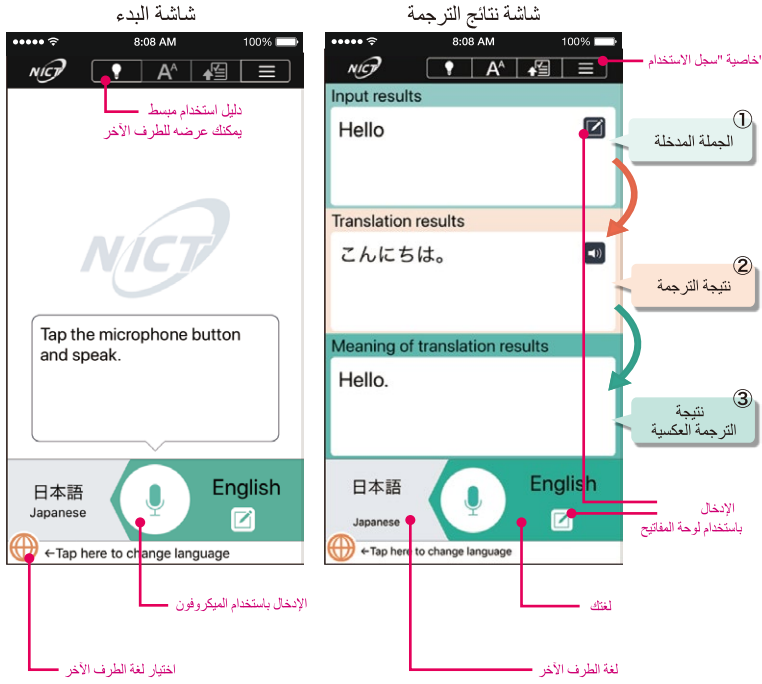 شاشة البدء
8:08 AM
100%
NICT
AA
دليل استخدام مبسط
يمكنك عرضه للطرف الآخر
NICT
Tap the microphone button
and speak.
日本語
Japanese
English
←Tap here to change language
الإدخال باستخدام الميكروفون
اختيار لغة الطرف الآخر
شاشة نتائج الترجمة
8:08 AM
100%
NICT
AA
'خاصية "سجل الاستخدام
Input results
Hello
①
الجملة المدخلة
Translation results
こんにちは。
②
نتيجة الترجمة
Meaning of translation results
Hello.
③
نتيجة
الترجمة العكسية
日本語
Japanese
English
←Tap here to change language
الإدخال
باستخدام لوحة المفاتيح
لغتك
لغة الطرف الآخر